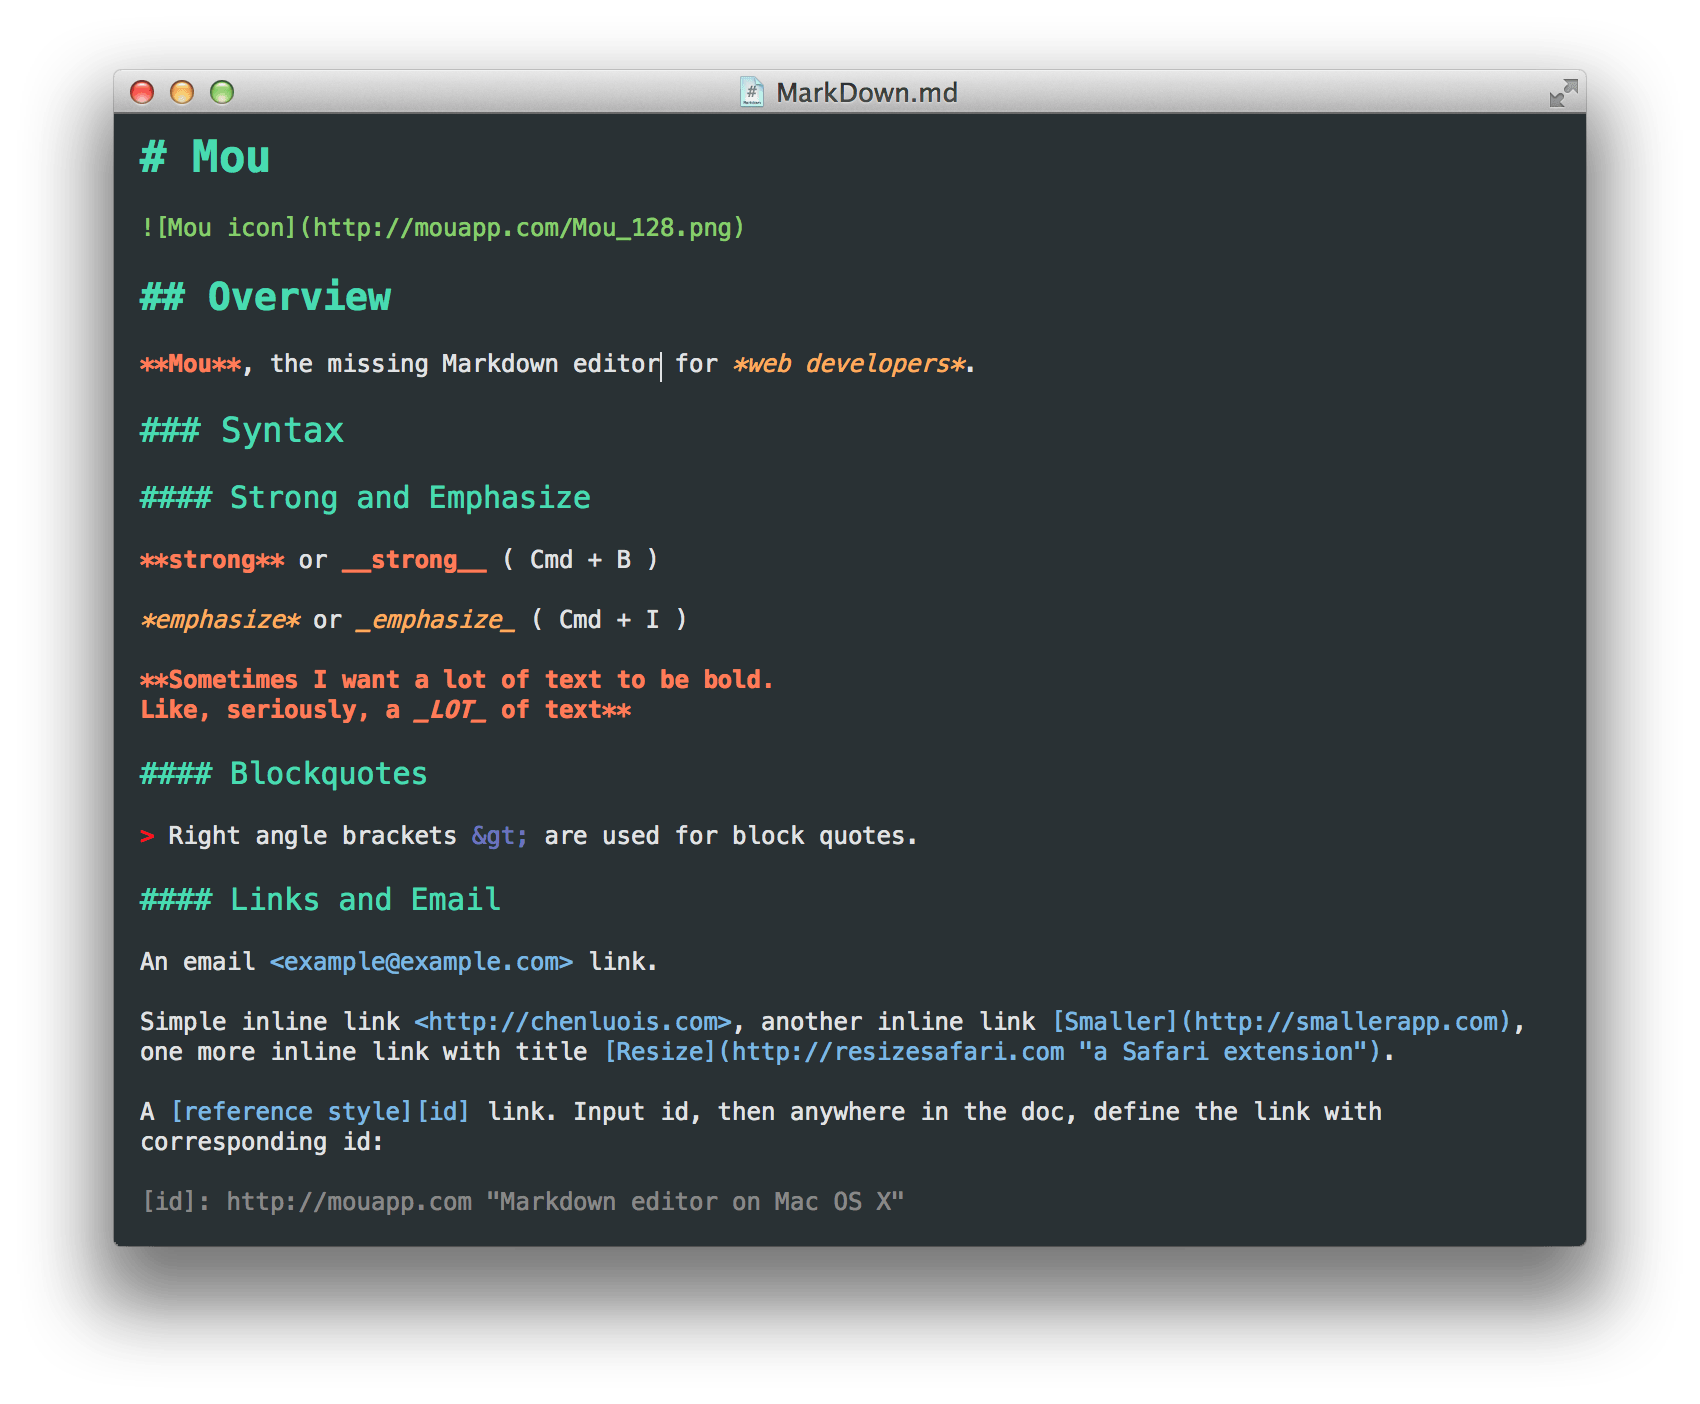 MarkDown.md
# Mou
![Mou icon](http://mouapp.com/Mou_128.png)
## Overview
**Mou**, the missing Markdown editor for *web developers*.
### Syntax
#### Strong and Emphasize
**strong** or __strong__ ( Cmd + B )
*emphasize* or _emphasize_ ( Cmd + I )
**Sometimes I want a lot of text to be bold.
Like, seriously, a _LOT_ of text**
#### Blockquotes
> Right angle brackets &gt; are used for block quotes.
#### Links and Email
An email <example@example.com> link.
Simple inline link <http://chenluois.com>, another inline link [Smaller](http://smallerapp.com),
one more inline link with title [Resize](http://resizesafari.com "a Safari extension").
A [reference style][id] link. Input id, then anywhere in the doc, define the link with
corresponding id:
[id]: http://mouapp.com "Markdown editor on Mac OS X"